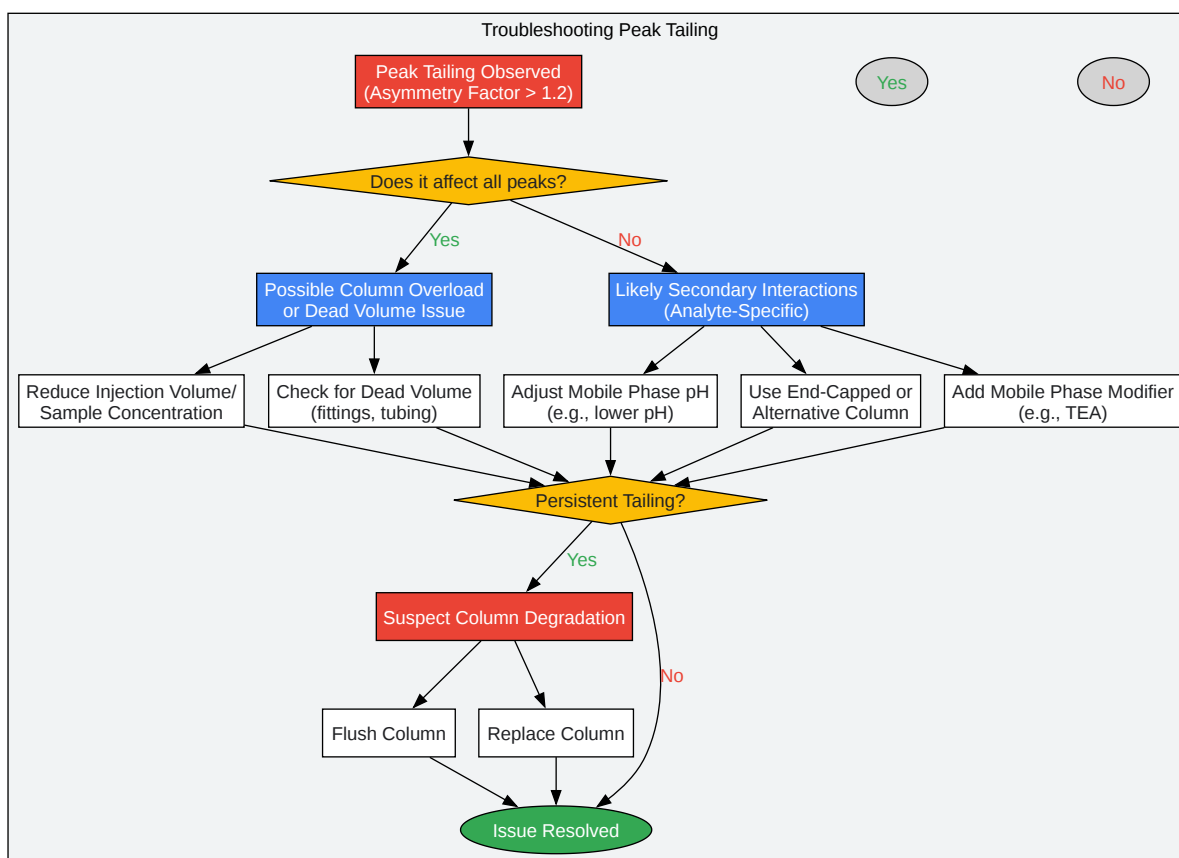 Troubleshooting Peak Tailing
Peak Tailing Observed
(Asymmetry Factor > 1.2)
Yes
No
Does it affect all peaks?
Yes
No
Possible Column Overload
or Dead Volume Issue
Likely Secondary Interactions
(Analyte-Specific)
Reduce Injection Volume/
Sample Concentration
Check for Dead Volume
(fittings, tubing)
Adjust Mobile Phase pH
(e.g., lower pH)
Use End-Capped or
Alternative Column
Add Mobile Phase Modifier
(e.g., TEA)
Persistent Tailing?
Yes
Suspect Column Degradation
No
Flush Column
Replace Column
Issue Resolved